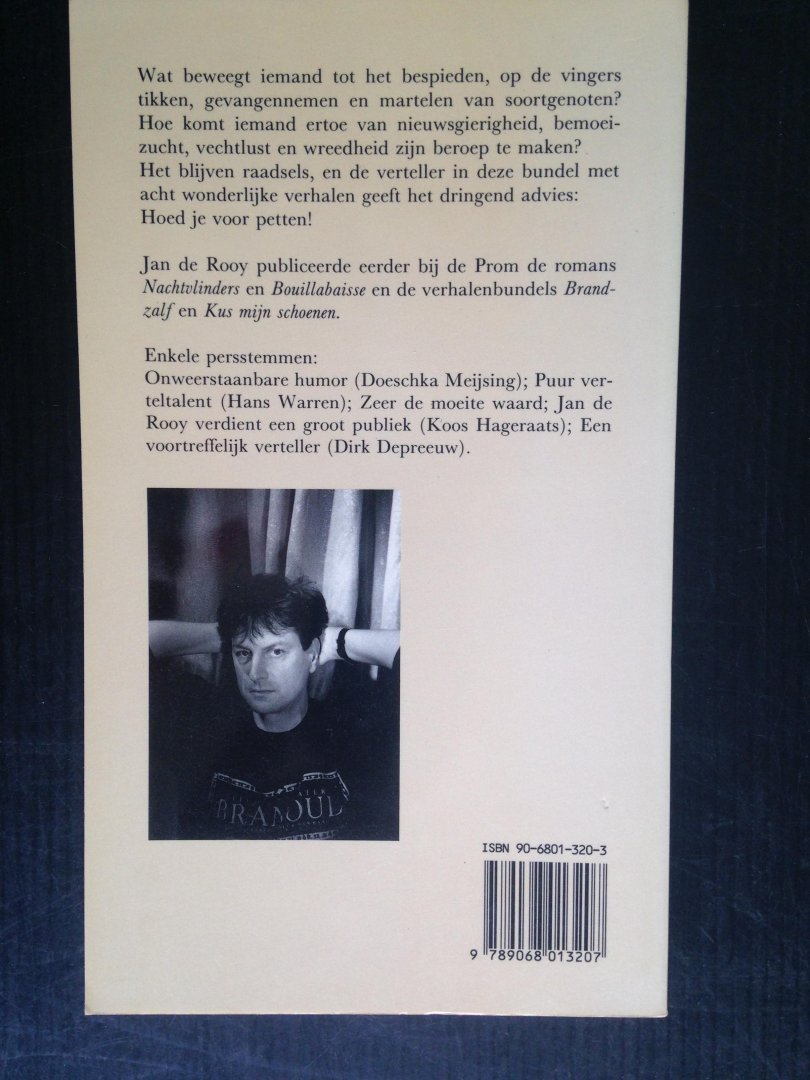 Wat beweegt iemand tot het bespieden, op de vingers
tikken, gevangennemen en martelen van soortgenoten?
Hoe komt iemand ertoe van nieuwsgierigheid, bemoei-
zucht, vechtlust en wreedheid zijn beroep te maken?
Het blijven raadsels, en de verteller in deze bundel met
acht wonderlijke verhalen geeft het dringend advies:
Hoed je voor petten!
Jan de Rooy publiceerde eerder bij de Prom de romans
Nachtvlinders en Bouillabaisse en de verhalenbundels Brand-
zalf en Kus mijn schoenen.
Enkele persstemmen:
Onweerstaanbare humor (Doeschka Meijsing); Puur ver-
teltalent (Hans Warren); Zeer de moeite waard; Jan de
Rooy verdient een groot publiek (Koos Hageraats); Een
voortreffelijk verteller (Dirk Depreeuw).
BRAMOUL
ISBN 90-6801-320-3
9 789068 013207